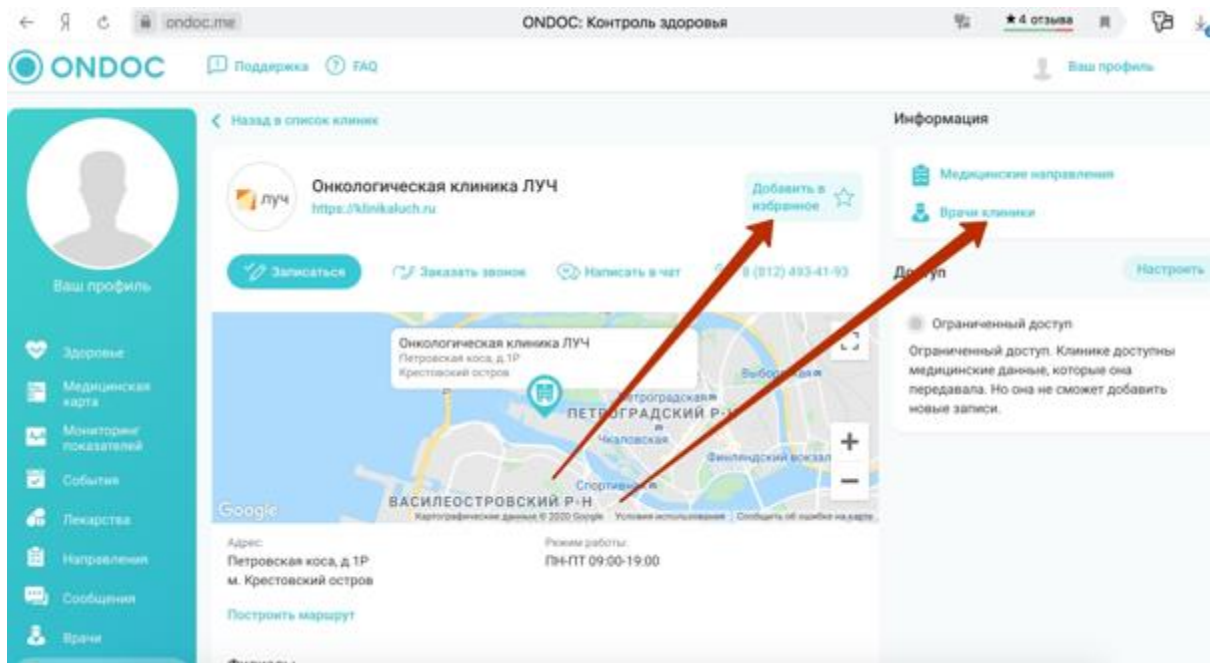 ondoc.me
ONDOC: Контроль здоровья
★4 отзыва
ONDOC
Поддержка
FAQ
Ваш профиль
Ваш профиль
Здоровье
Медицинская
карта
Мониторинг
показателей
События
Лекарства
Направления
Сообщения
Врачи
Назад в список клиник
луч
Онкологическая клиника ЛУЧ
https://klinikaluch.ru
Добавить в
избранное
Записаться
Заказать звонок
Написать в чат
8 (812) 493-41-93
Онкологическая клиника ЛУЧ
Петровская коса, д.1Р
Крестовский остров
Петроградская
ПЕТРОГРАДСКИЙ Р-Н
Чкаловская
Финляндский вокзал
Спортивная
ВАСИЛЕОСТРОВСКИЙ Р-Н
Google
Картографические данные © 2020 Google
Условия использования
Сообщить об ошибке на карте
Адрес:
Петровская коса, д.1Р
м. Крестовский остров
Режим работы:
ПН-ПТ 09:00-19:00
Построить маршрут
Информация
Медицинские направления
Врачи клиники
Настроить
Ограниченный доступ
Ограниченный доступ. Клинике доступны
медицинские данные, которые она
передавала. Но она не сможет добавить
новые записи.